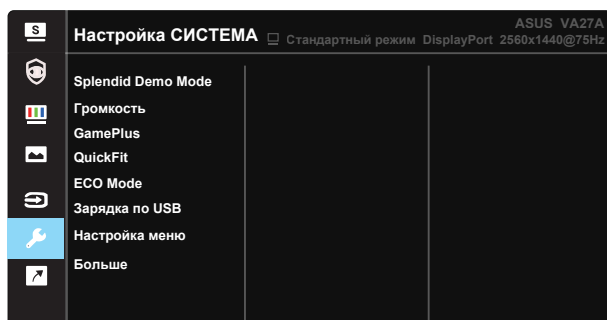 S
ASUS VA27A
Настройка СИСТЕМА
Стандартный режим DisplayPort 2560x1440@75Hz
Splendid Demo Mode
Громкость
GamePlus
QuickFit
ECO Mode
Зарядка по USB
Настройка меню
Больше